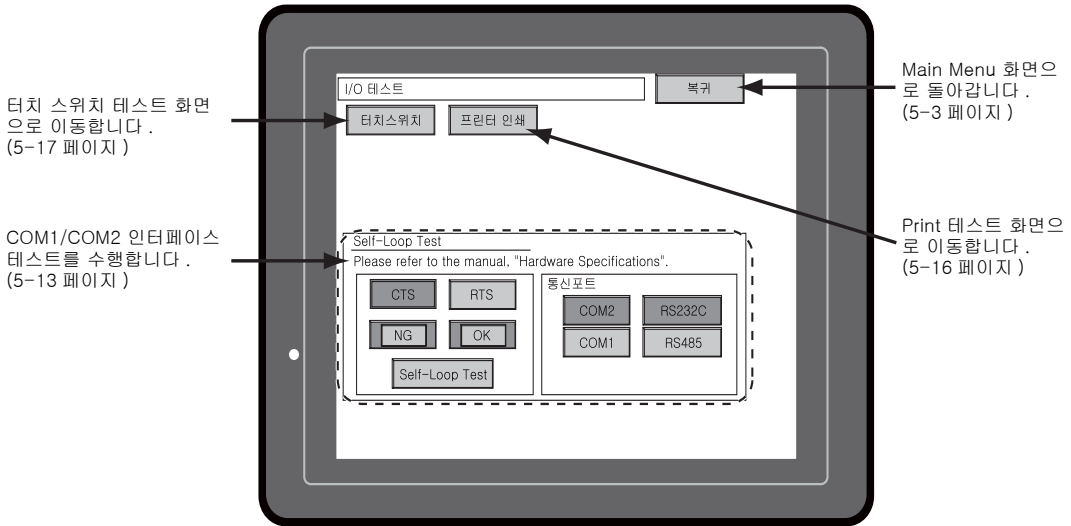 터치 스위치 테스트 화면
으로 이동합니다 .
(5-17 페이지 )
COM1/COM2 인터페이스
테스트를 수행합니다 .
(5-13 페이지 )
I/O 테스트
복귀
터치스위치
프린터 인쇄
Self-Loop Test
Please refer to the manual, "Hardware Specifications".
CTS
RTS
NG
OK
Self-Loop Test
통신포트
COM2
RS232C
COM1
RS485
Main Menu 화면으
로 돌아갑니다 .
(5-3 페이지 )
Print 테스트 화면으
로 이동합니다 .
(5-16 페이지 )